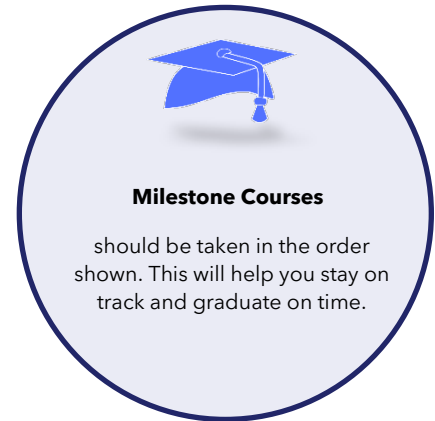 Milestone Courses
should be taken in the order
shown. This will help you stay on
track and graduate on time.